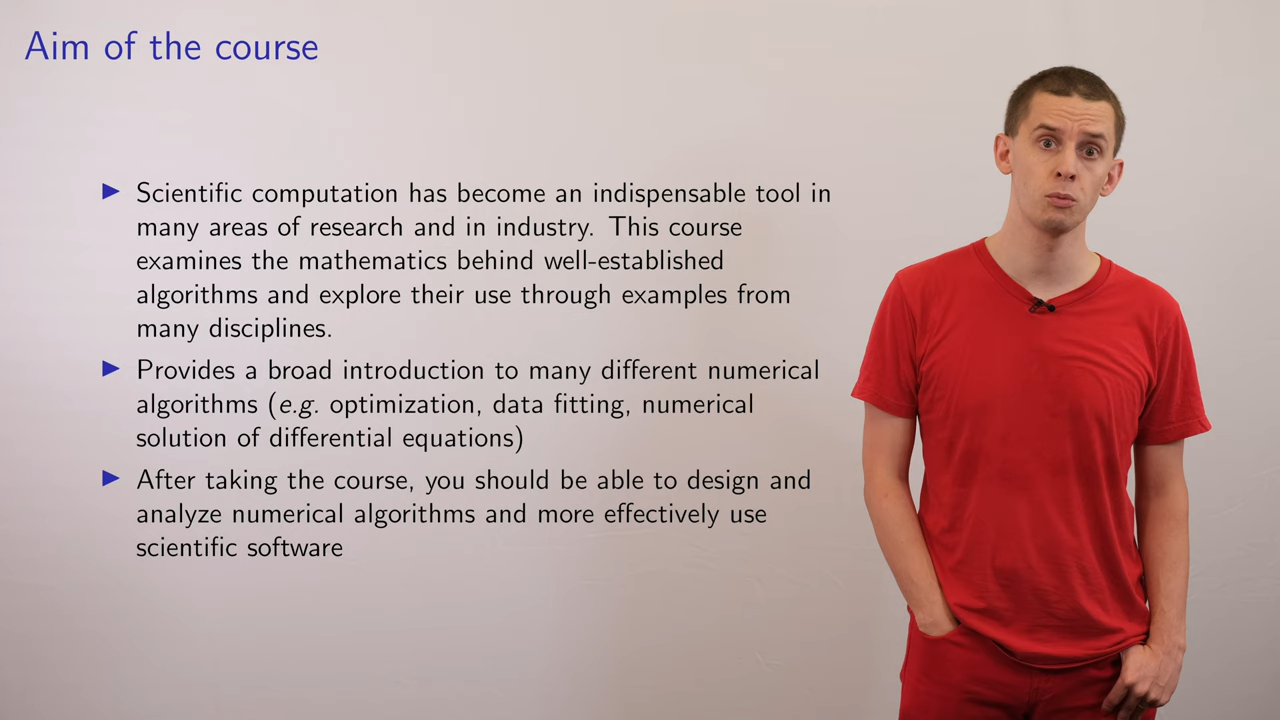 Aim of the course
Scientific computation has become an indispensable tool in
many areas of research and in industry. This course
examines the mathematics behind well-established
algorithms and explore their use through examples from
many disciplines.
Provides a broad introduction to many different numerical
algorithms (e.g. optimization, data fitting, numerical
solution of differential equations)
After taking the course, you should be able to design and
analyze numerical algorithms and more effectively use
scientific software